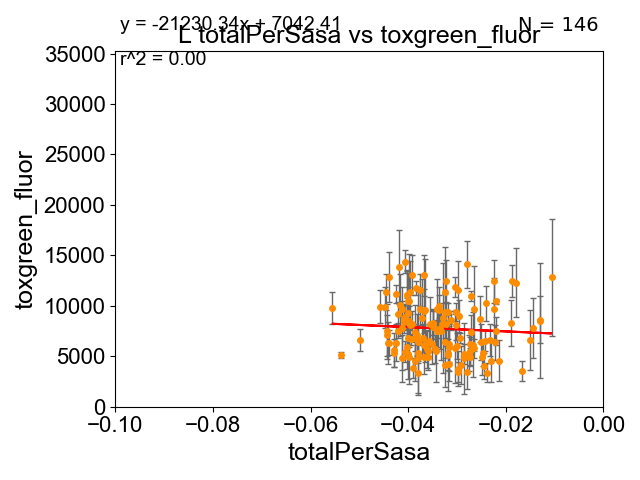 y = -21230.34x + 7042.41
N = 146
L totalPerSasa vs toxgreen_fluor
r^2 = 0.00
35000
30000
25000
20000
15000
10000
5000
0
toxgreen_fluor
−0.10
−0.08
−0.06
−0.04
−0.02
0.00
totalPerSasa